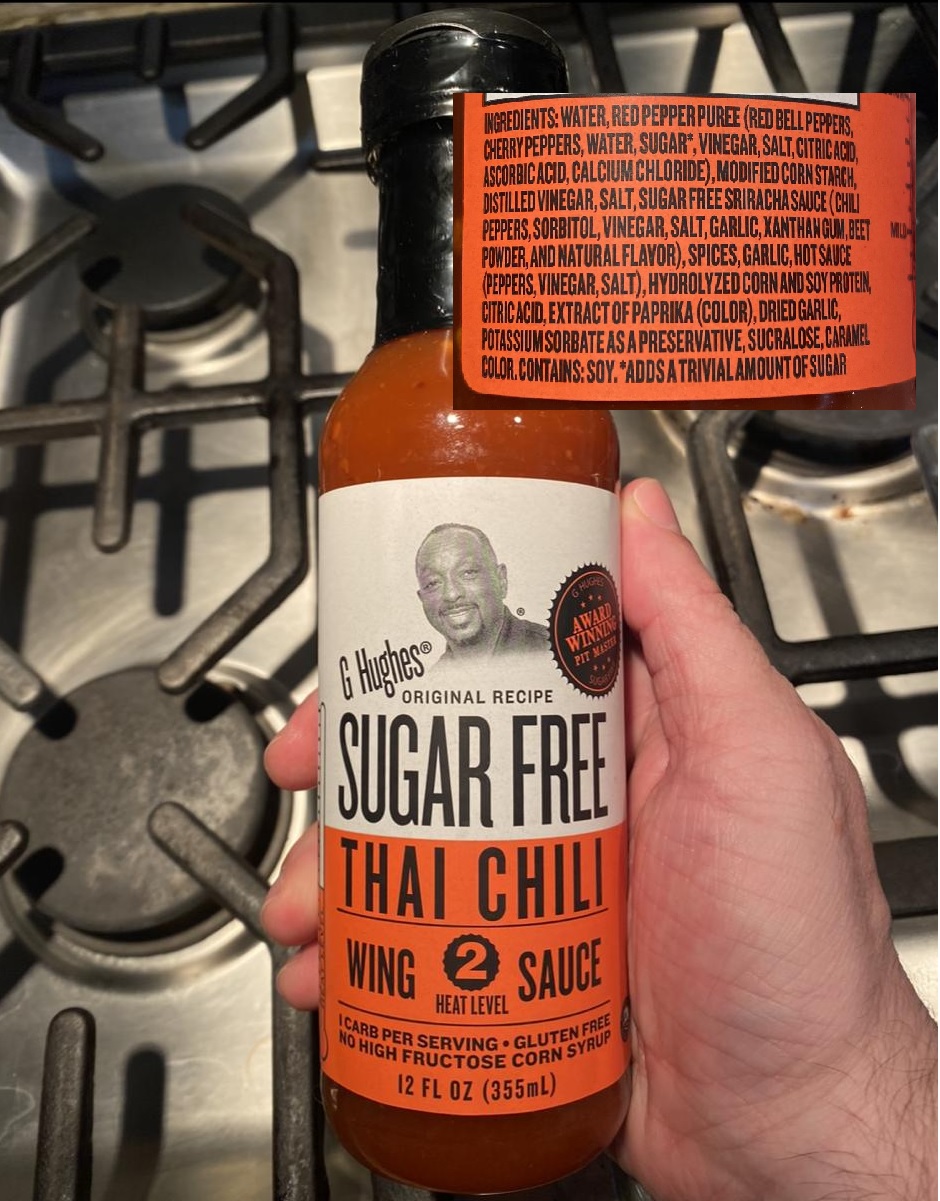 INGREDIENTS: WATER, RED PEPPER PUREE (RED BELL PEPPERS,
CHERRY PEPPERS, WATER, SUGAR*, VINEGAR, SALT, CITRIC ACID,
ASCORBIC ACID, CALCIUM CHLORIDE), MODIFIED CORN STARCH,
DISTILLED VINEGAR, SALT, SUGAR FREE SRIRACHA SAUCE (CHILI
PEPPERS, SORBITOL, VINEGAR, SALT, GARLIC, XANTHAN GUM, BEET
POWDER, AND NATURAL FLAVOR), SPICES, GARLIC, HOT SAUCE
(PEPPERS, VINEGAR, SALT), HYDROLYZED CORN AND SOY PROTEIN,
CITRIC ACID, EXTRACT OF PAPRIKA (COLOR), DRIED GARLIC,
POTASSIUM SORBATE AS A PRESERVATIVE, SUCRALOSE, CARAMEL
COLOR. CONTAINS: SOY. *ADDS A TRIVIAL AMOUNT OF SUGAR
MILD
G HUGHES
AWARD
WINNING
PIT MASTER
G Hughes®
ORIGINAL RECIPE
SUGAR FREE
THAI CHILI
WING 2 SAUCE
HEAT LEVEL
1 CARB PER SERVING • GLUTEN FREE
NO HIGH FRUCTOSE CORN SYRUP
12 FL OZ (355mL)